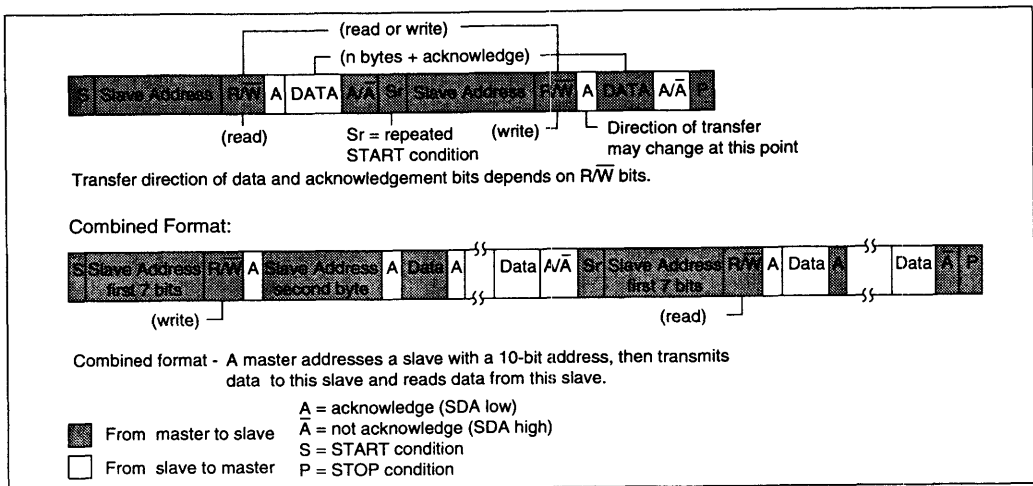 (read or write)
(n bytes + acknowledge)
S Slave Address R/W̅ A DATA A/A̅ Sr Slave Address R/W̅ A DATA A/A̅ P
(read)
Sr = repeated
START condition
(write)
Direction of transfer
may change at this point
Transfer direction of data and acknowledgement bits depends on R/W̅ bits.
Combined Format:
S Slave Address first 7 bits R/W̅ A Slave Address second byte A Data A Data A/A̅ Sr Slave Address first 7 bits R/W̅ A Data A Data A̅ P
(write)
(read)
Combined format - A master addresses a slave with a 10-bit address, then transmits
data to this slave and reads data from this slave.
From master to slave
From slave to master
A = acknowledge (SDA low)
A̅ = not acknowledge (SDA high)
S = START condition
P = STOP condition